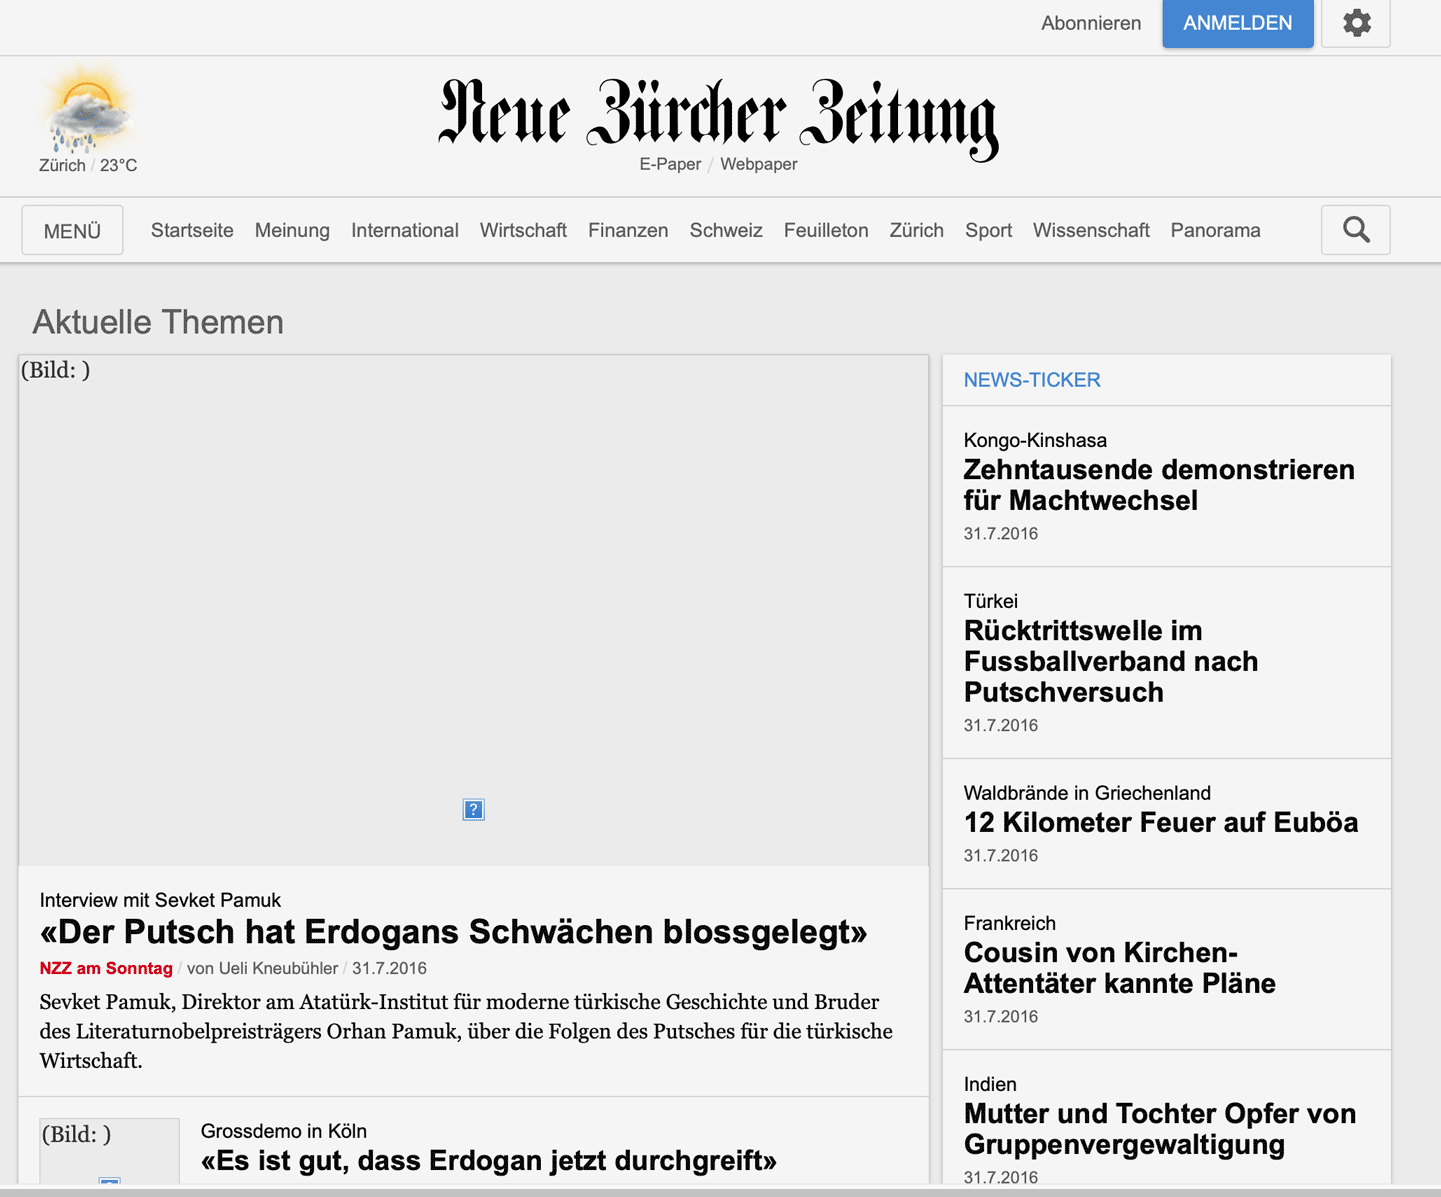 Abonnieren
ANMELDEN
Neue Zürcher Zeitung
Zürich / 23°C
E-Paper / Webpaper
MENÜ
Startseite Meinung International Wirtschaft Finanzen Schweiz Feuilleton Zürich Sport Wissenschaft Panorama
Aktuelle Themen
(Bild: )
Interview mit Sevket Pamuk
«Der Putsch hat Erdogans Schwächen blossgelegt»
NZZ am Sonntag / von Ueli Kneubühler / 31.7.2016
Sevket Pamuk, Direktor am Atatürk-Institut für moderne türkische Geschichte und Bruder
des Literaturnobelpreisträgers Orhan Pamuk, über die Folgen des Putsches für die türkische
Wirtschaft.
(Bild: )
Grossdemo in Köln
«Es ist gut, dass Erdogan jetzt durchgreift»
NEWS-TICKER
Kongo-Kinshasa
Zehntausende demonstrieren
für Machtwechsel
31.7.2016
Türkei
Rücktrittswelle im
Fussballverband nach
Putschversuch
31.7.2016
Waldbrände in Griechenland
12 Kilometer Feuer auf Euböa
31.7.2016
Frankreich
Cousin von Kirchen-
Attentäter kannte Pläne
31.7.2016
Indien
Mutter und Tochter Opfer von
Gruppenvergewaltigung
31.7.2016